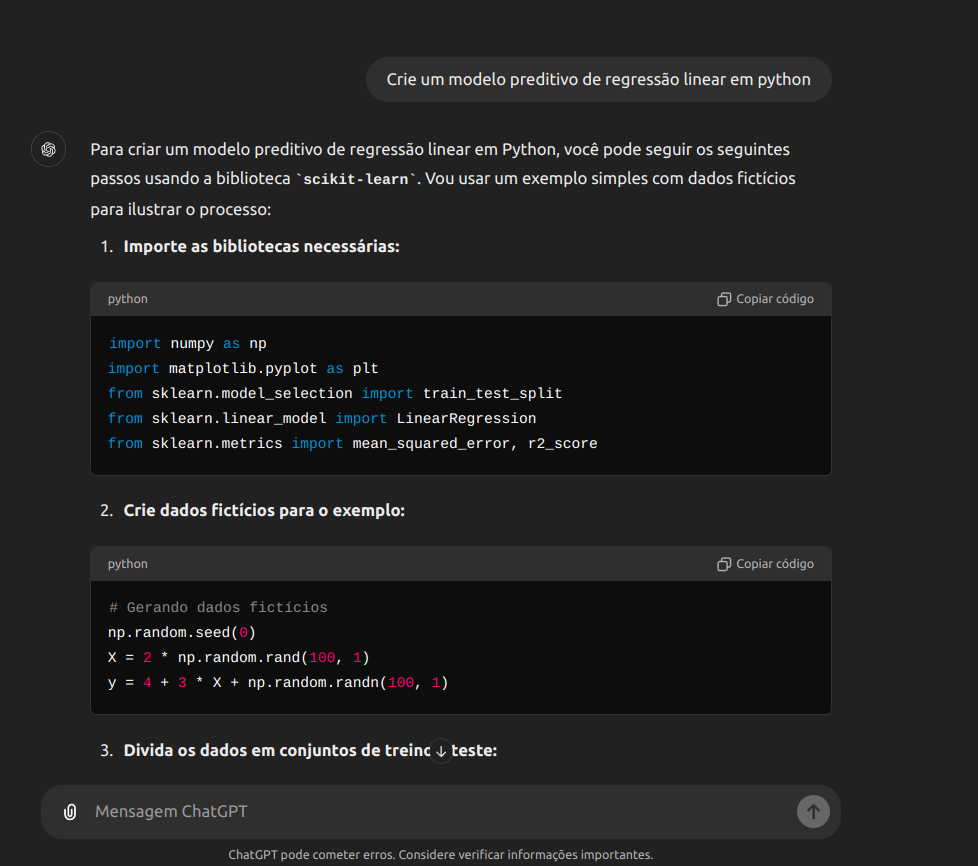 Crie um modelo preditivo de regressão linear em python
Para criar um modelo preditivo de regressão linear em Python, você pode seguir os seguintes
passos usando a biblioteca `scikit-learn`. Vou usar um exemplo simples com dados fictícios
para ilustrar o processo:
1. Importe as bibliotecas necessárias:
python
Copiar código
import numpy as np
import matplotlib.pyplot as plt
from sklearn.model_selection import train_test_split
from sklearn.linear_model import LinearRegression
from sklearn.metrics import mean_squared_error, r2_score
2. Crie dados fictícios para o exemplo:
python
Copiar código
# Gerando dados fictícios
np.random.seed(0)
X = 2 * np.random.rand(100, 1)
y = 4 + 3 * X + np.random.randn(100, 1)
3. Divida os dados em conjuntos de treino teste:
Mensagem ChatGPT
ChatGPT pode cometer erros. Considere verificar informações importantes.